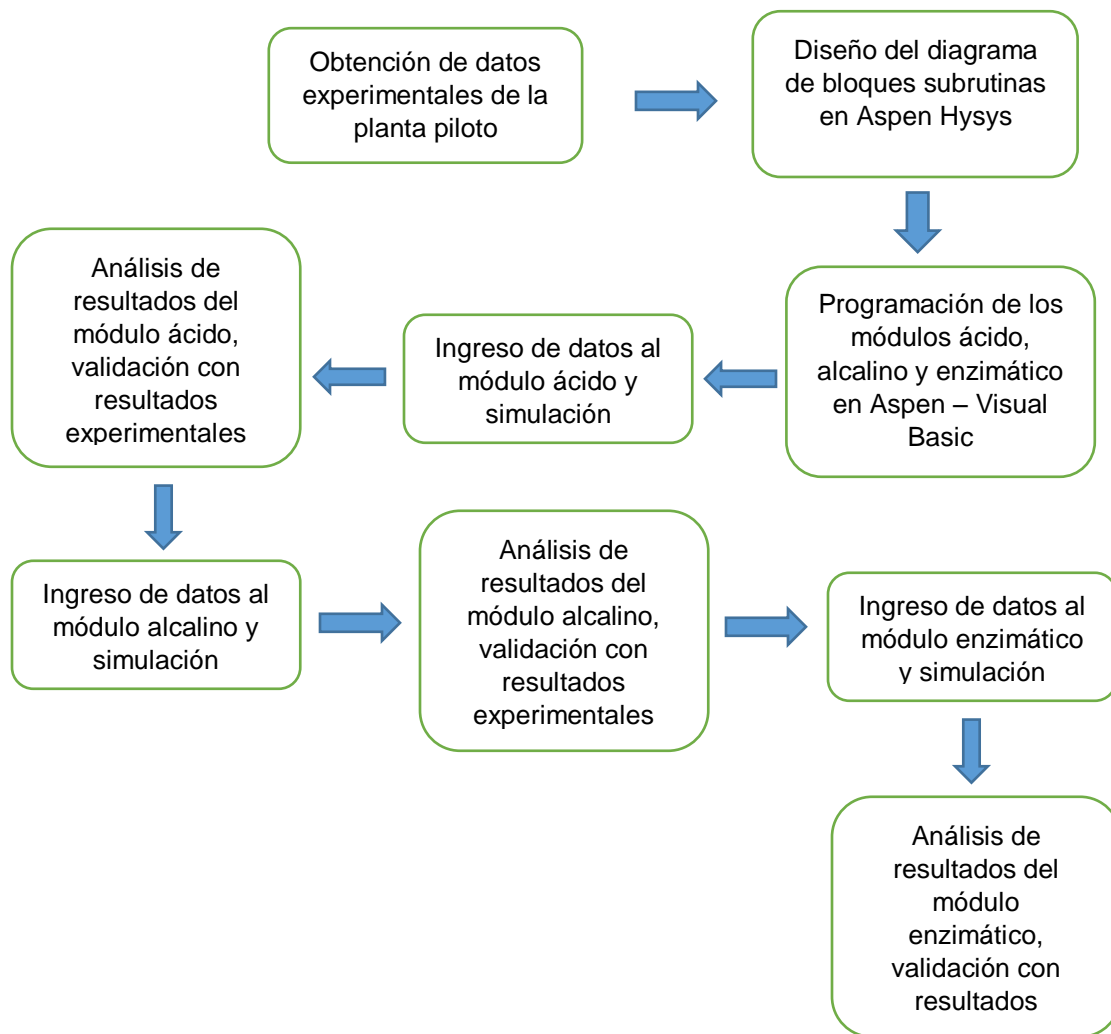 Obtención de datos
experimentales de la
planta piloto
Diseño del diagrama
de bloques subrutinas
en Aspen Hysys
Programación de los
módulos ácido,
alcalino y enzimático
en Aspen – Visual
Basic
Ingreso de datos al
módulo ácido y
simulación
Análisis de
resultados del
módulo ácido,
validación con
resultados
experimentales
Ingreso de datos al
módulo alcalino y
simulación
Análisis de
resultados del
módulo alcalino,
validación con
resultados
experimentales
Ingreso de datos al
módulo enzimático
y simulación
Análisis de
resultados del
módulo
enzimático,
validación con
resultados